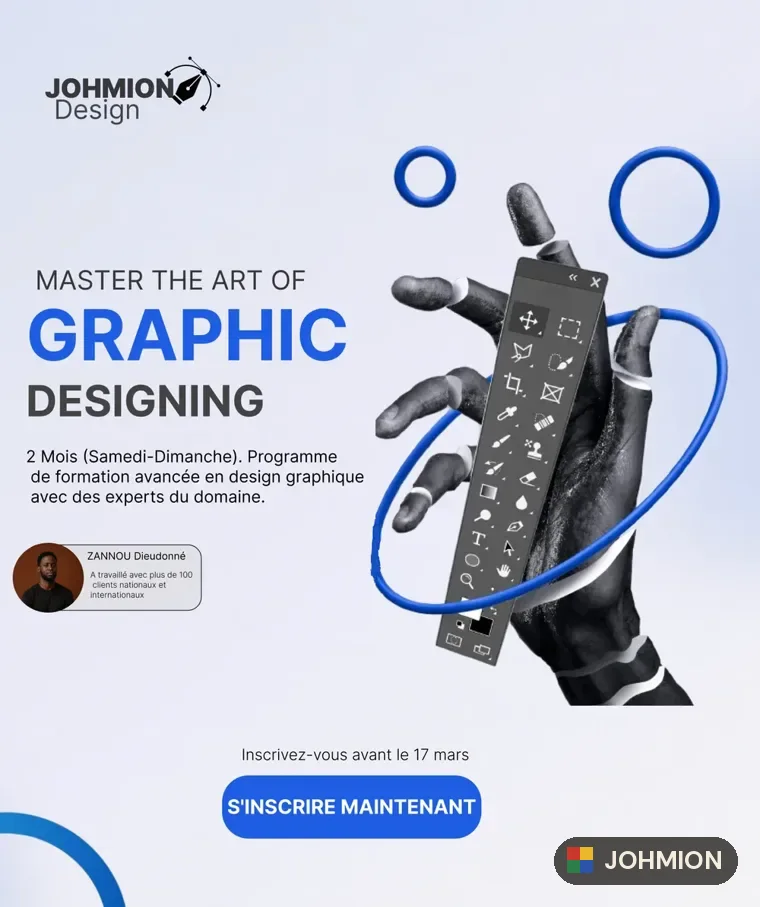 JOHMION
Design
MASTER THE ART OF
GRAPHIC
DESIGNING
2 Mois (Samedi-Dimanche). Programme
de formation avancée en design graphique
avec des experts du domaine.
ZANNOU Dieudonné
A travaillé avec plus de 100
clients nationaux et
internationaux
Inscrivez-vous avant le 17 mars
S'INSCRIRE MAINTENANT
JOHMION